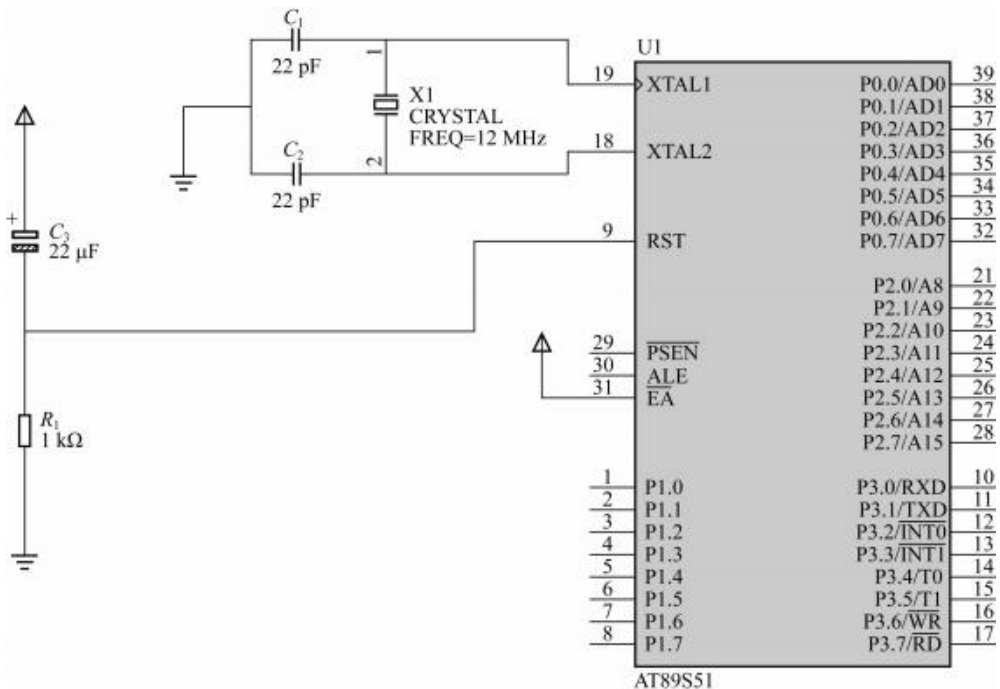 C₁
22 pF
1
X1
CRYSTAL
FREQ=12 MHz
2
C₂
22 pF
+
C₃
22 μF
R₁
1 kΩ
U1
19 XTAL1
18 XTAL2
9 RST
29 P̅S̅E̅N̅
30 ALE
31 E̅A̅
1 P1.0
2 P1.1
3 P1.2
4 P1.3
5 P1.4
6 P1.5
7 P1.6
8 P1.7
P0.0/AD0 39
P0.1/AD1 38
P0.2/AD2 37
P0.3/AD3 36
P0.4/AD4 35
P0.5/AD5 34
P0.6/AD6 33
P0.7/AD7 32
P2.0/A8 21
P2.1/A9 22
P2.2/A10 23
P2.3/A11 24
P2.4/A12 25
P2.5/A13 26
P2.6/A14 27
P2.7/A15 28
P3.0/RXD 10
P3.1/TXD 11
P3.2/I̅N̅T̅0̅ 12
P3.3/I̅N̅T̅1̅ 13
P3.4/T0 14
P3.5/T1 15
P3.6/W̅R̅ 16
P3.7/R̅D̅ 17
AT89S51